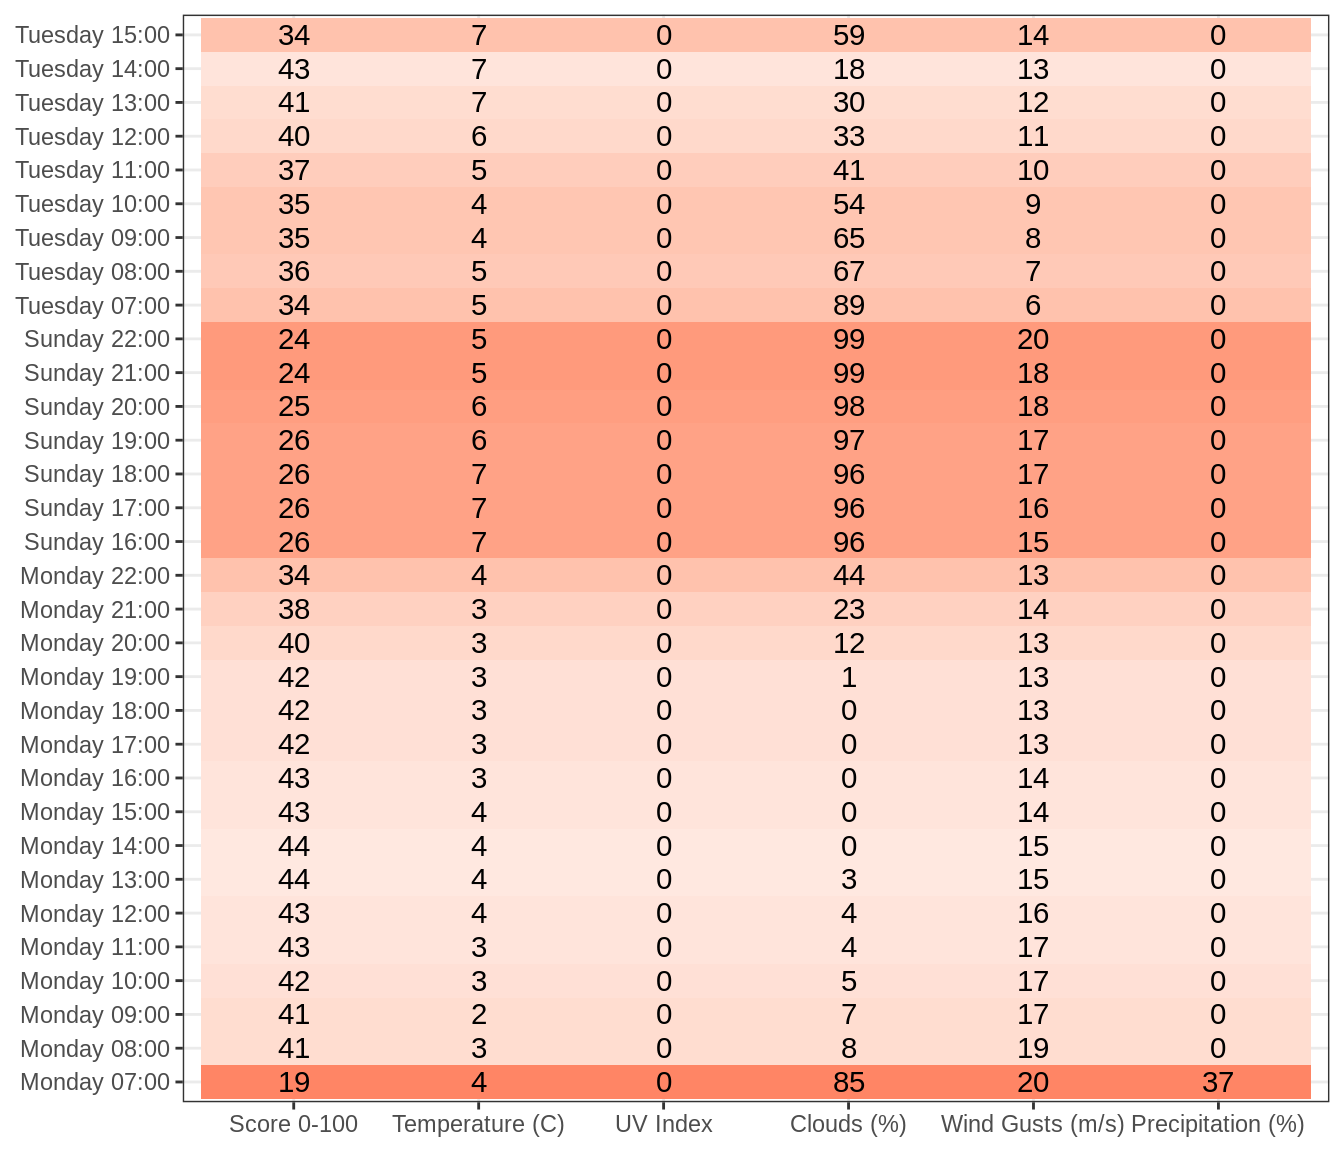 Tuesday 15:00 34 7 0 59 14 0
Tuesday 14:00 43 7 0 18 13 0
Tuesday 13:00 41 7 0 30 12 0
Tuesday 12:00 40 6 0 33 11 0
Tuesday 11:00 37 5 0 41 10 0
Tuesday 10:00 35 4 0 54 9 0
Tuesday 09:00 35 4 0 65 8 0
Tuesday 08:00 36 5 0 67 7 0
Tuesday 07:00 34 5 0 89 6 0
Sunday 22:00 24 5 0 99 20 0
Sunday 21:00 24 5 0 99 18 0
Sunday 20:00 25 6 0 98 18 0
Sunday 19:00 26 6 0 97 17 0
Sunday 18:00 26 7 0 96 17 0
Sunday 17:00 26 7 0 96 16 0
Sunday 16:00 26 7 0 96 15 0
Monday 22:00 34 4 0 44 13 0
Monday 21:00 38 3 0 23 14 0
Monday 20:00 40 3 0 12 13 0
Monday 19:00 42 3 0 1 13 0
Monday 18:00 42 3 0 0 13 0
Monday 17:00 42 3 0 0 13 0
Monday 16:00 43 3 0 0 14 0
Monday 15:00 43 4 0 0 14 0
Monday 14:00 44 4 0 0 15 0
Monday 13:00 44 4 0 3 15 0
Monday 12:00 43 4 0 4 16 0
Monday 11:00 43 3 0 4 17 0
Monday 10:00 42 3 0 5 17 0
Monday 09:00 41 2 0 7 17 0
Monday 08:00 41 3 0 8 19 0
Monday 07:00 19 4 0 85 20 37
Score 0-100 Temperature (C) UV Index Clouds (%) Wind Gusts (m/s) Precipitation (%)